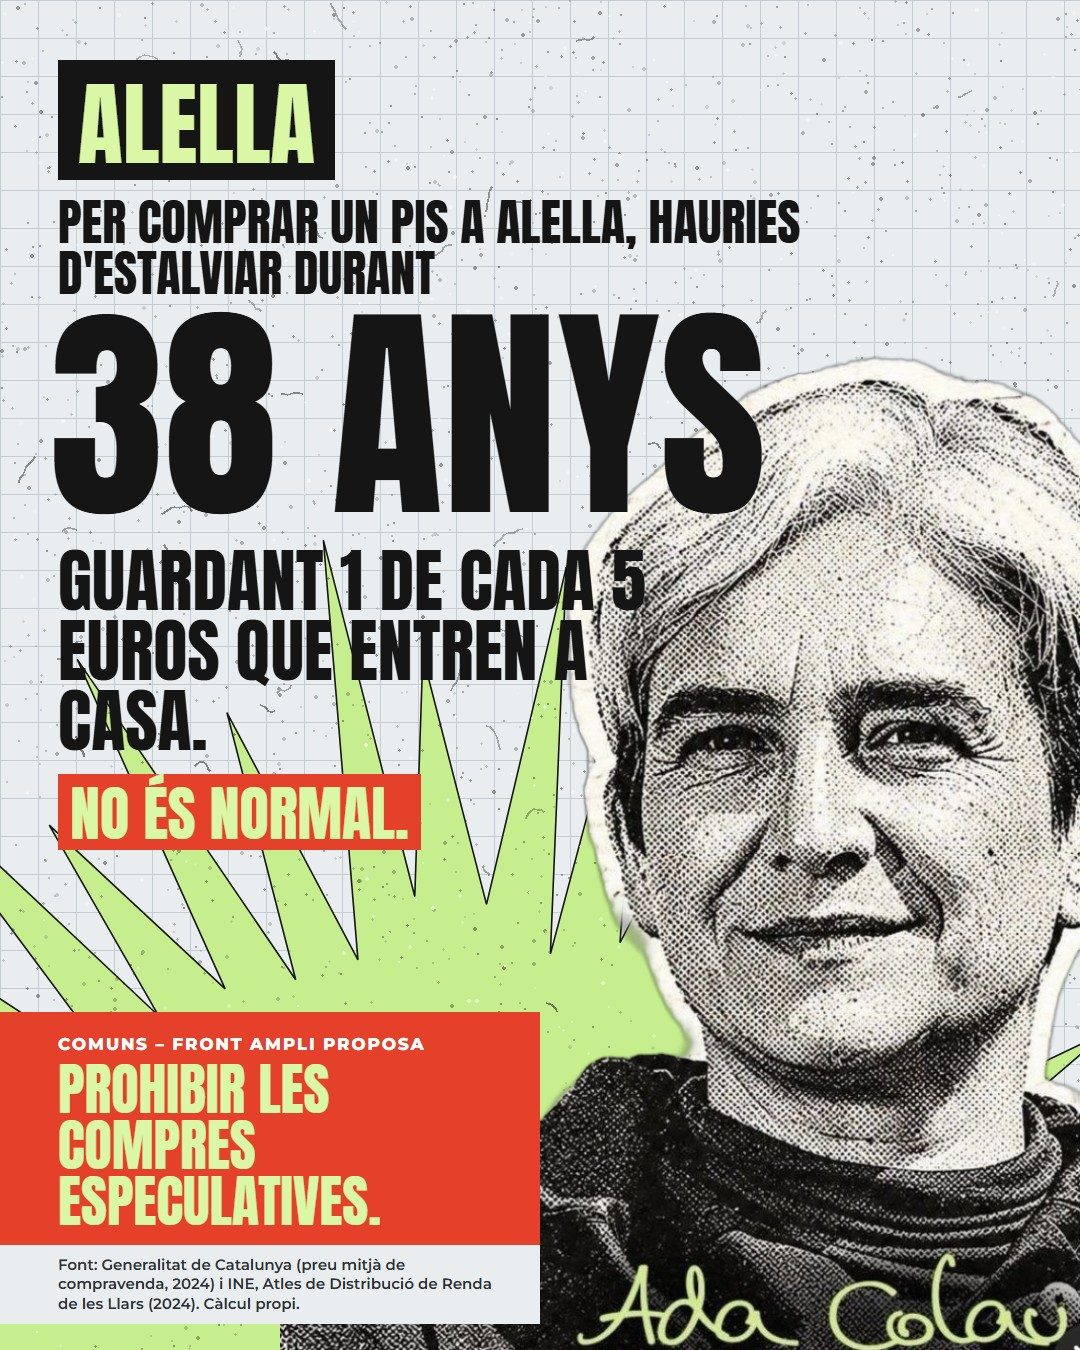 ALELLA
PER COMPRAR UN PIS A ALELLA, HAURIES
D'ESTALVIAR DURANT
38 ANYS
GUARDANT 1 DE CADA 5
EUROS QUE ENTREN A
CASA.
NO ÉS NORMAL.
COMUNS – FRONT AMPLI PROPOSA
PROHIBIR LES
COMPRES
ESPECULATIVES.
Font: Generalitat de Catalunya (preu mitjà de
compravenda, 2024) i INE, Atles de Distribució de Renda
de les Llars (2024). Càlcul propi.
Ada Colau